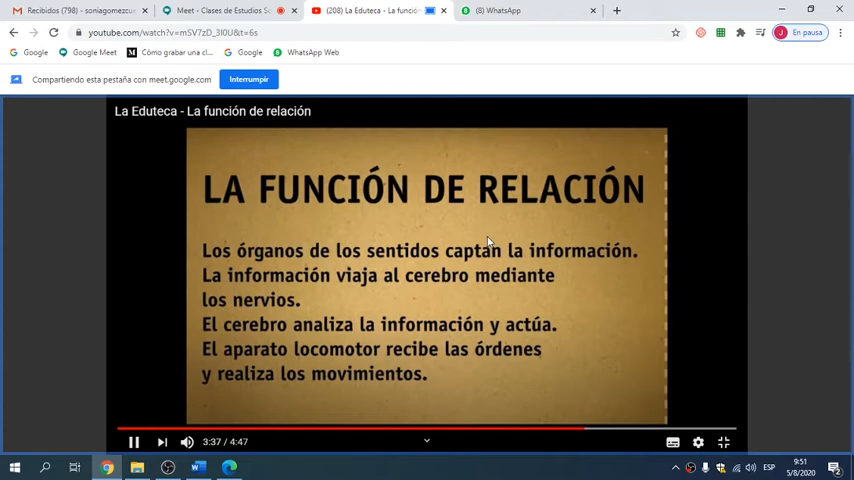 Recibidos (798) - soniagomezcu
Meet - Clases de Estudios Sa
(208) La Eduteca - La funció
(8) WhatsApp
youtube.com/watch?v=mSV7zD_3I0U&t=6s
J En pausa
Google
Google Meet
Cómo grabar una cl...
Google
WhatsApp Web
Compartiendo esta pestaña con meet.google.com
Interrumpir
La Eduteca - La función de relación
LA FUNCIÓN DE RELACIÓN
Los órganos de los sentidos captan la información.
La información viaja al cerebro mediante
los nervios.
El cerebro analiza la información y actúa.
El aparato locomotor recibe las órdenes
y realiza los movimientos.
3:37 / 4:47
ESP
9:51
5/8/2020
2